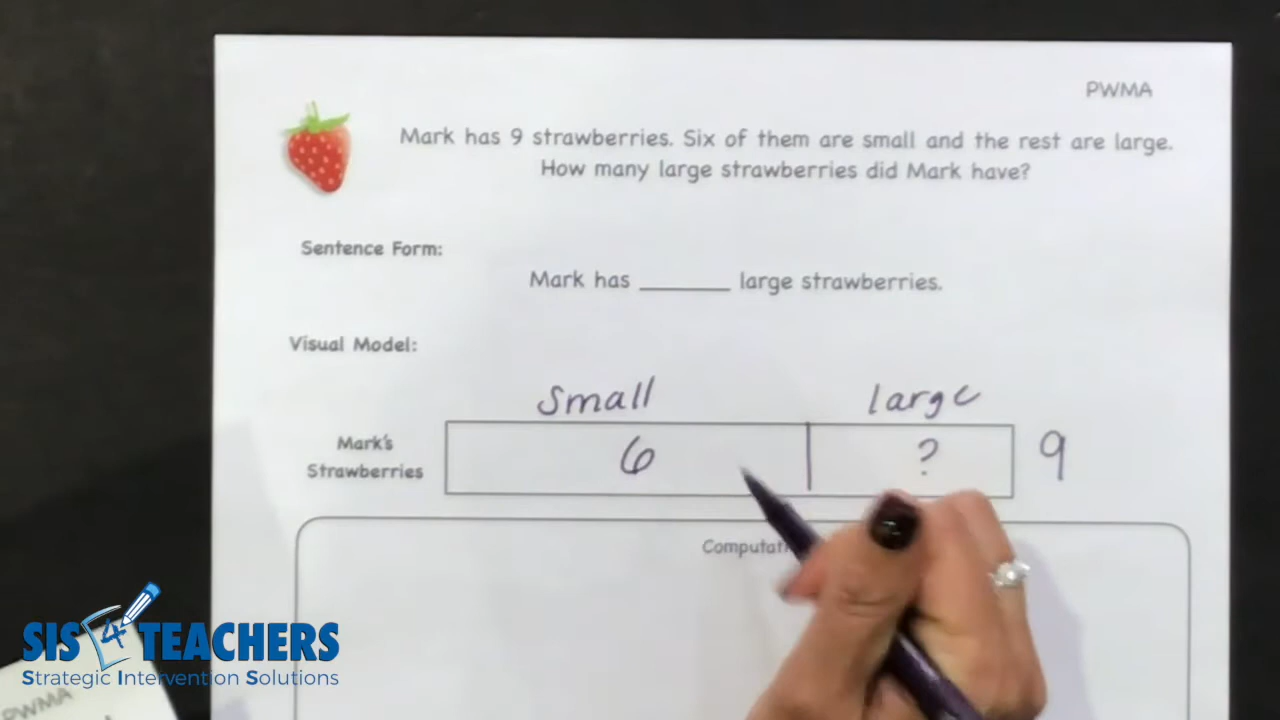 PWMA
Mark has 9 strawberries. Six of them are small and the rest are large.
How many large strawberries did Mark have?
Sentence Form:
Mark has _______ large strawberries.
Visual Model:
small large
Mark's
Strawberries
6 ? 9
SIS 4 TEACHERS
Strategic Intervention Solutions
PWMA